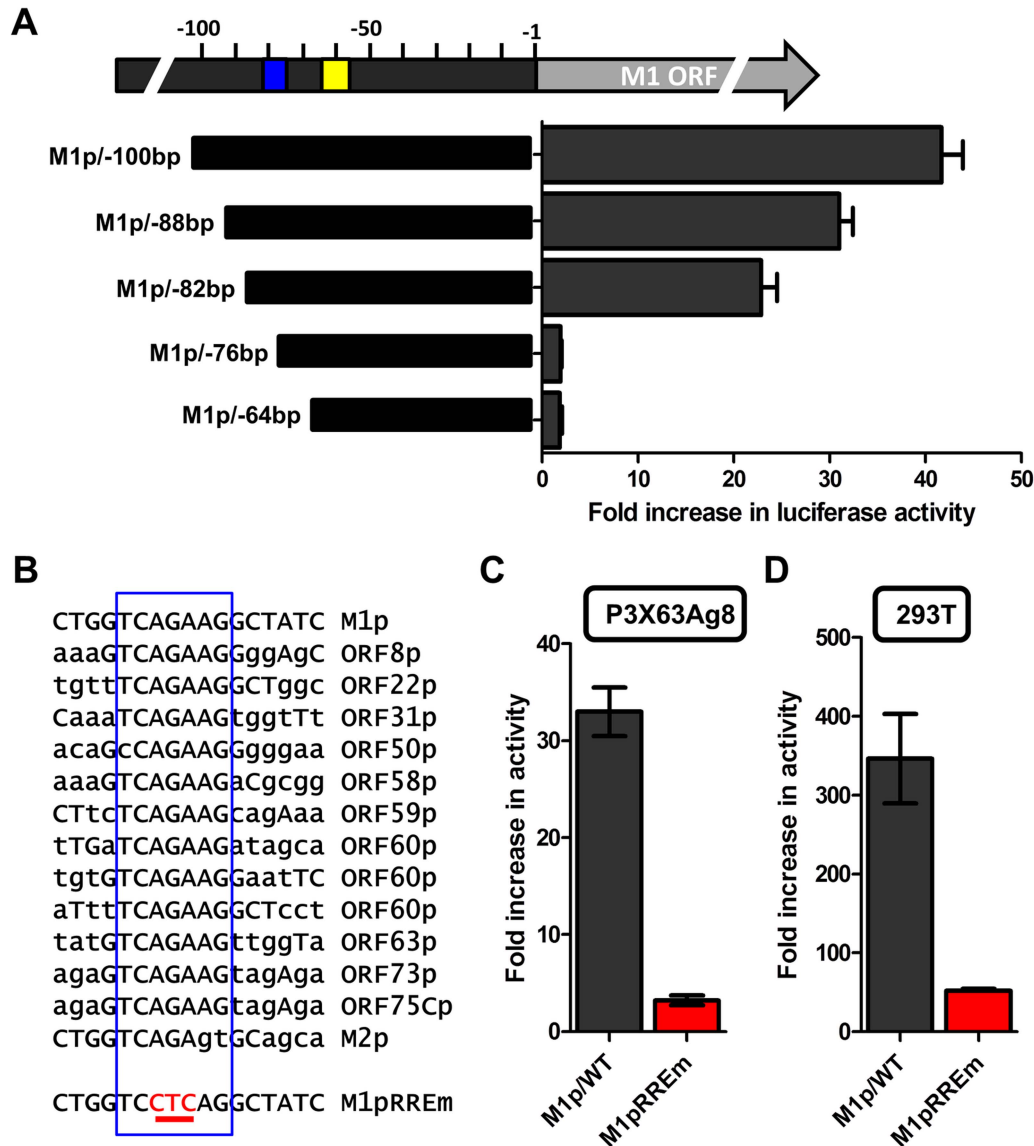 A
-100 -50 -1
M1 ORF
M1p/-100bp
M1p/-88bp
M1p/-82bp
M1p/-76bp
M1p/-64bp
0 10 20 30 40 50
Fold increase in luciferase activity
B
CTGGTCAGAAGGCTATC M1p
aaaGTCAGAAGGggAgC ORF8p
tgttTCAGAAGGCTggc ORF22p
CaaaTCAGAAGtggtTt ORF31p
acaGcCAGAAGGgggaa ORF50p
aaaGTCAGAAGaCgcgg ORF58p
CTtcTCAGAAGcagAaa ORF59p
tTGaTCAGAAGatagca ORF60p
tgtGTCAGAAGGaatTC ORF60p
aTttTCAGAAGGCTcct ORF60p
tatGTCAGAAGttggTa ORF63p
agaGTCAGAAGtagAga ORF73p
agaGTCAGAAGtagAga ORF75Cp
CTGGTCAGAgtGCagca M2p
CTGGTCCTCAGGCTATC M1pRREm
C
P3X63Ag8
Fold increase in activity
40
30
20
10
0
M1p/WT
M1pRREm
D
293T
Fold increase in activity
500
400
300
200
100
0
M1p/WT
M1pRREm